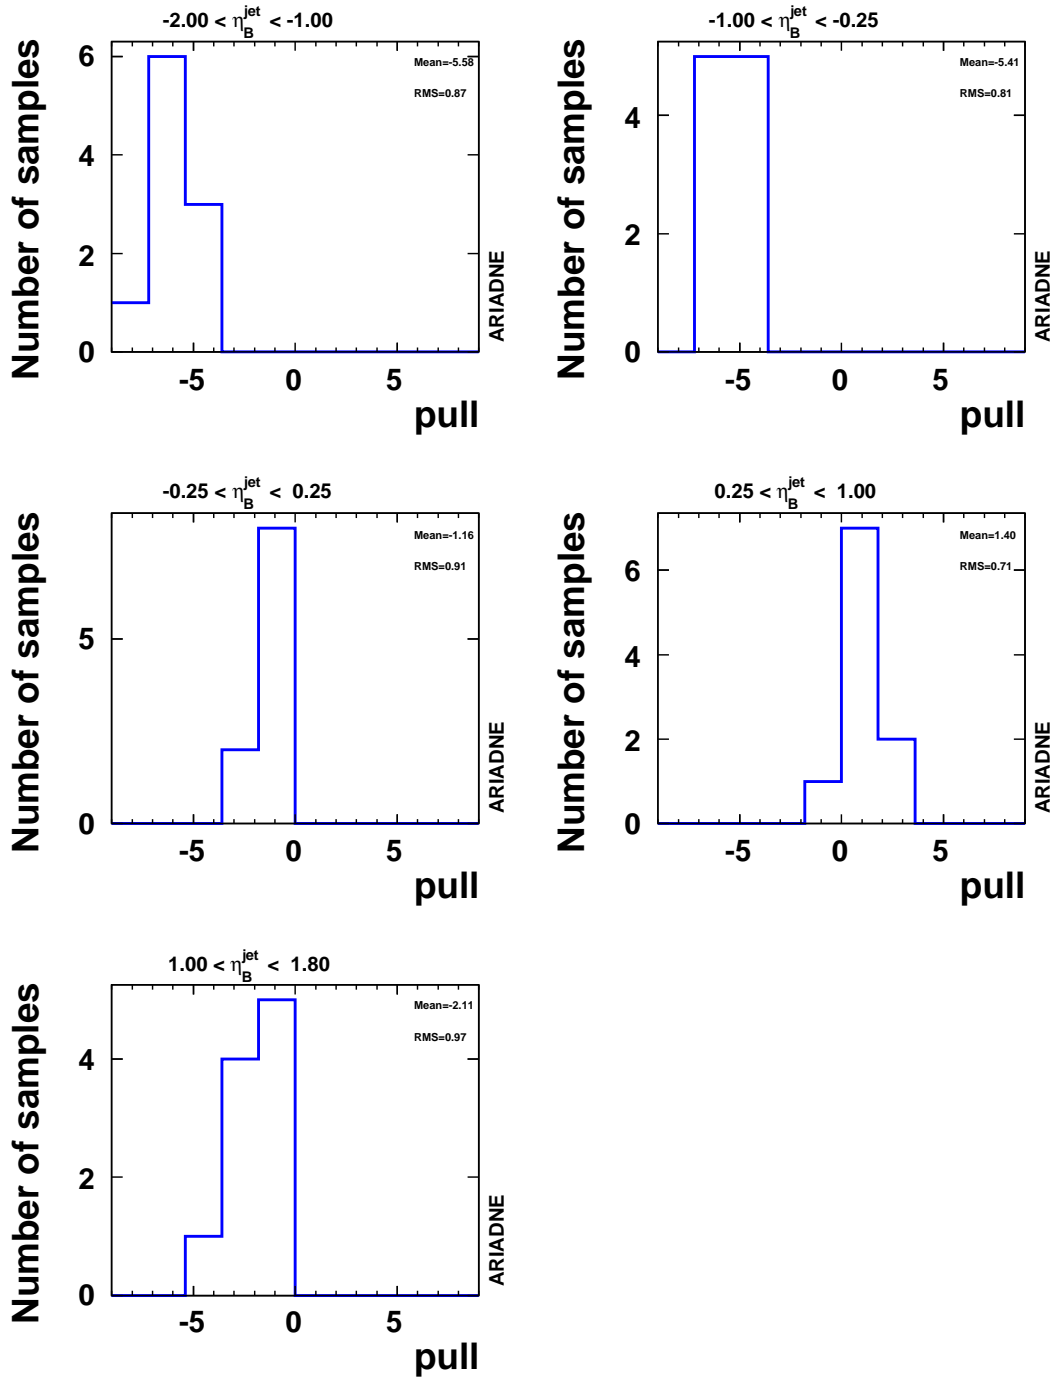 -2.00 < η_B^jet < -1.00
Number of samples
6
4
2
0
Mean=-5.58
RMS=0.87
-5 0 5
pull
ARIADNE
-1.00 < η_B^jet < -0.25
Number of samples
4
2
0
Mean=-5.41
RMS=0.81
-5 0 5
pull
ARIADNE
-0.25 < η_B^jet < 0.25
Number of samples
5
0
Mean=-1.16
RMS=0.91
-5 0 5
pull
ARIADNE
0.25 < η_B^jet < 1.00
Number of samples
6
4
2
0
Mean=1.40
RMS=0.71
-5 0 5
pull
ARIADNE
1.00 < η_B^jet < 1.80
Number of samples
4
2
0
Mean=-2.11
RMS=0.97
-5 0 5
pull
ARIADNE